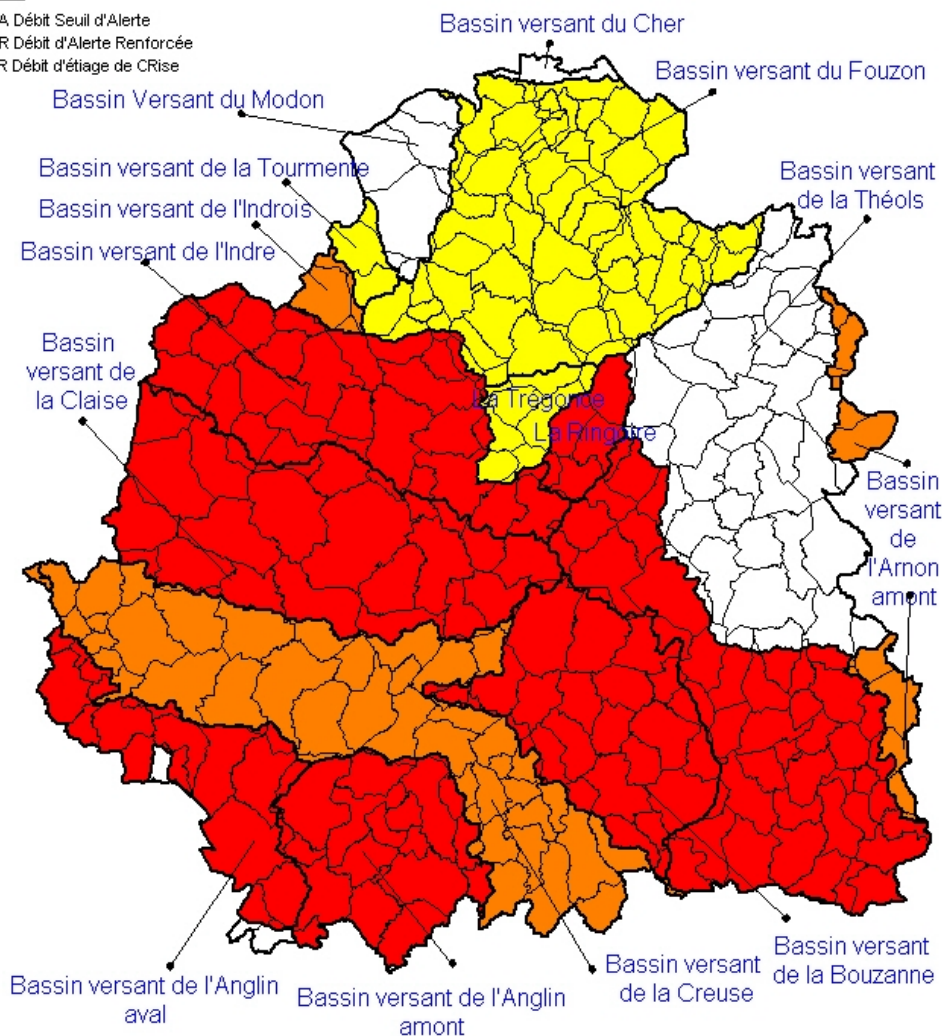 A Débit Seuil d'Alerte
R Débit d'Alerte Renforcée
R Débit d'étiage de CRise
Bassin versant du Cher
Bassin versant du Fouzon
Bassin Versant du Modon
Bassin versant de la Tourmente
Bassin versant
de la Théols
Bassin versant de l'Indrois
Bassin versant de l'Indre
Bassin
versant de
la Claise
La Trégonce
La Ringoire
Bassin
versant
de
l'Arnon
amont
Bassin versant
de la Bouzanne
Bassin versant
de la Creuse
Bassin versant de l'Anglin
aval
Bassin versant de l'Anglin
amont